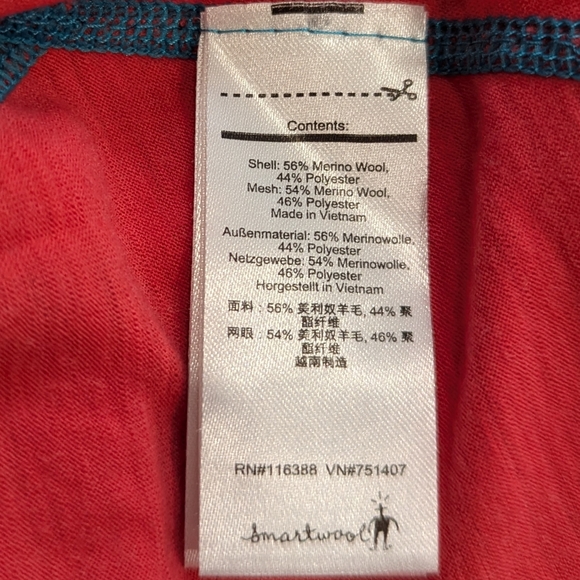 Contents:
Shell: 56% Merino Wool,
44% Polyester
Mesh: 54% Merino Wool,
46% Polyester
Made in Vietnam
Außenmaterial: 56% Merinowolle,
44% Polyester
Netzgewebe: 54% Merinowolle,
46% Polyester
Hergestellt in Vietnam
面料：56% 美利奴羊毛, 44% 聚
酯纤维
网眼：54% 美利奴羊毛, 46% 聚
酯纤维
越南制造
RN#116388 VN#751407
Smartwool